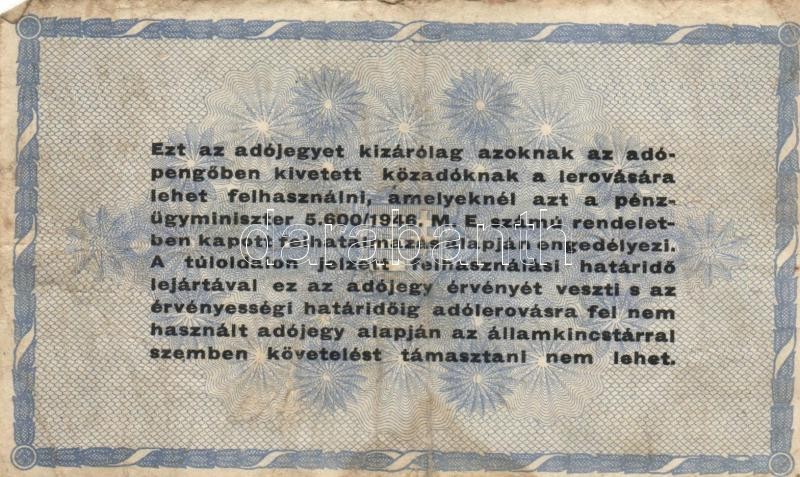 Ezt az adójegyet kizárólag azoknak az adó-
pengőben kivetett közadóknak a lerovására
lehet felhasználni, amelyeknél azt a pénz-
ügyminiszter 5.600/1946. M. E. számú rendelet-
ben kapott felhatalmazás alapján engedélyezi.
A túloldalon jelzett felhasználási határidő
lejártával ez az adójegy érvényét veszti s az
érvényességi határidőig adólerovásra fel nem
használt adójegy alapján az államkincstárral
szemben követelést támasztani nem lehet.
darabanth